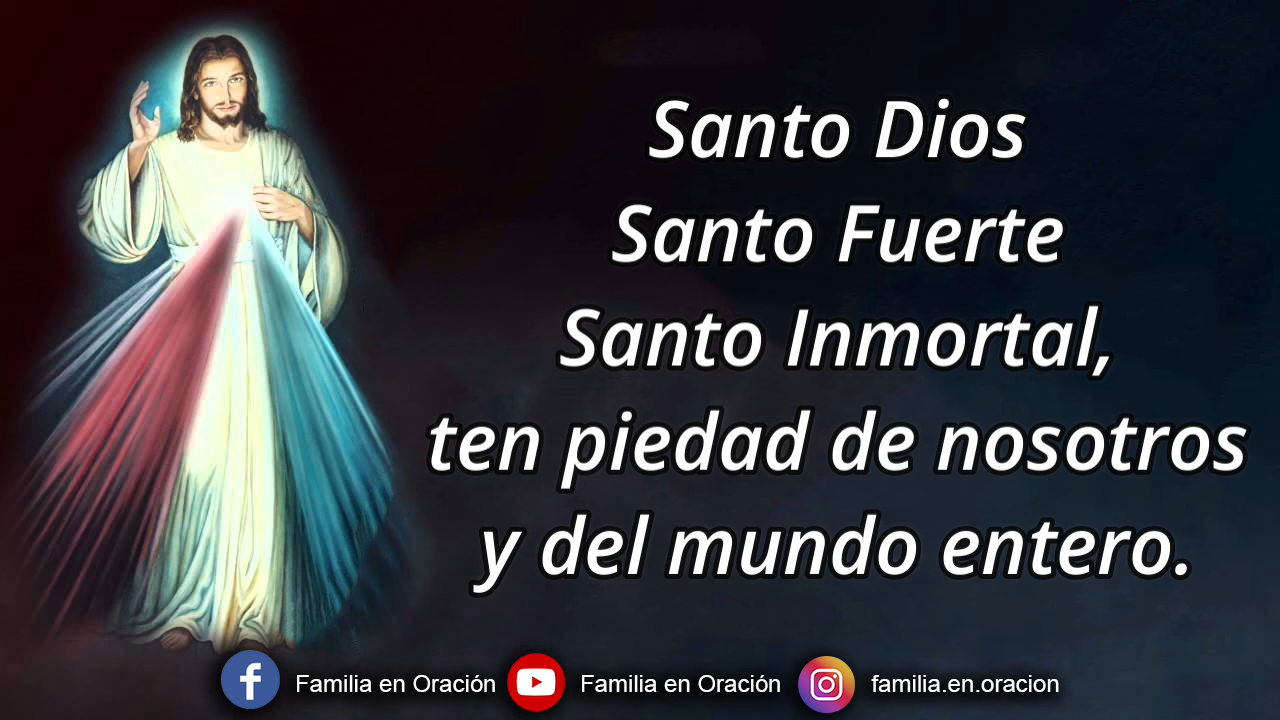 Santo Dios
Santo Fuerte
Santo Inmortal,
ten piedad de nosotros
y del mundo entero.
Familia en Oración
Familia en Oración
familia.en.oracion